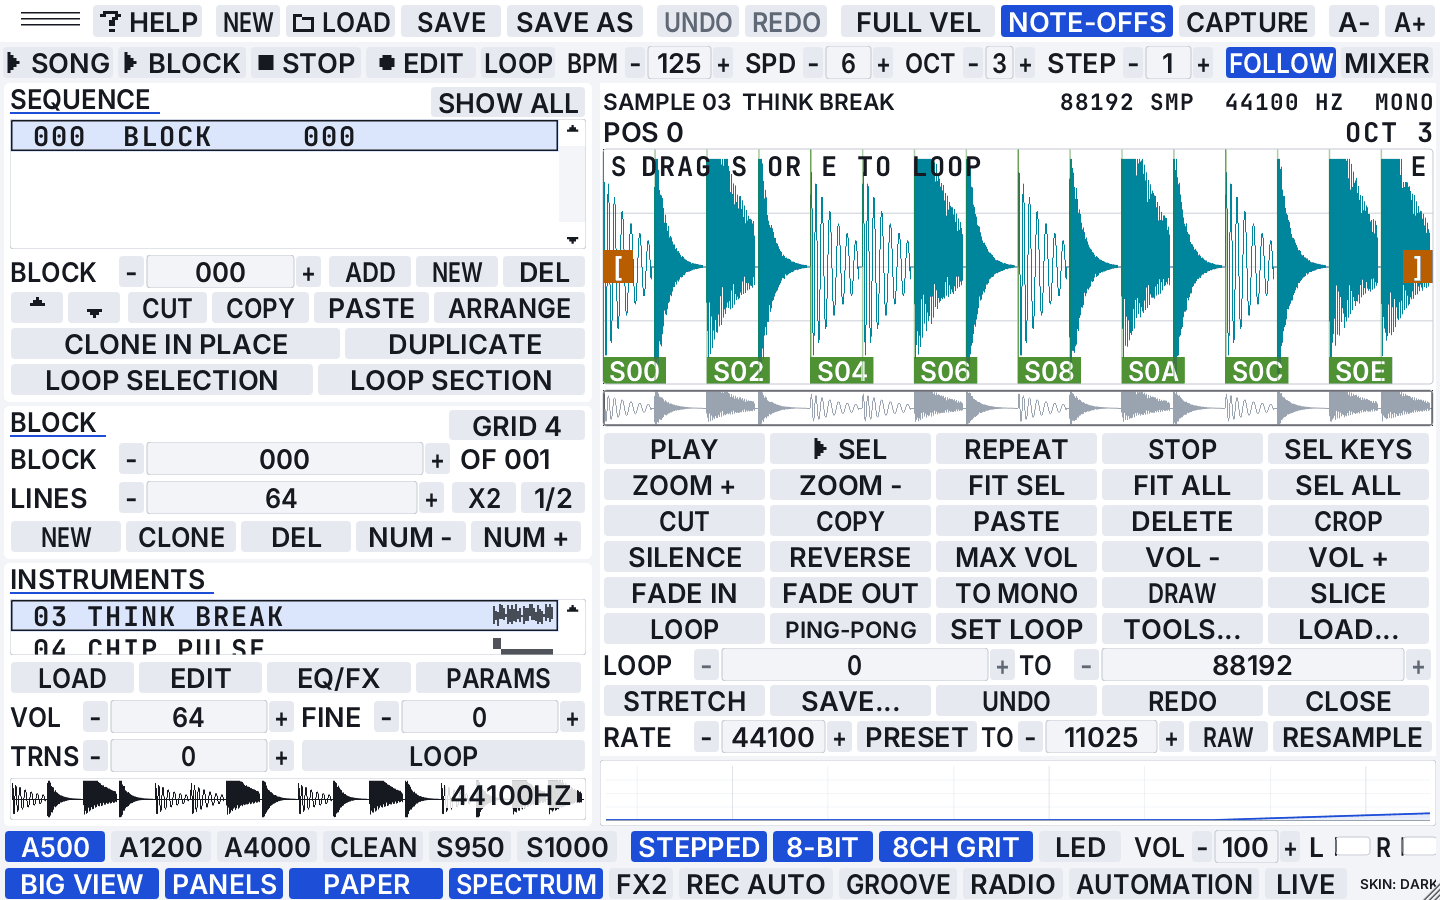 HELP NEW LOAD SAVE SAVE AS UNDO REDO FULL VEL NOTE-OFFS CAPTURE A- A+
SONG BLOCK STOP EDIT LOOP BPM - 125 + SPD - 6 + OCT - 3 + STEP - 1 + FOLLOW MIXER
SEQUENCE SHOW ALL
000 BLOCK 000
BLOCK - 000 + ADD NEW DEL
CUT COPY PASTE ARRANGE
CLONE IN PLACE DUPLICATE
LOOP SELECTION LOOP SECTION
BLOCK GRID 4
BLOCK - 000 + OF 001
LINES - 64 + X2 1/2
NEW CLONE DEL NUM - NUM +
INSTRUMENTS
03 THINK BREAK
04 CHIP PULSE
LOAD EDIT EQ/FX PARAMS
VOL - 64 + FINE - 0 +
TRNS - 0 + LOOP
44100HZ
SAMPLE 03 THINK BREAK 88192 SMP 44100 HZ MONO
POS 0 OCT 3
S DRAG S OR E TO LOOP E
[ ]
S00 S02 S04 S06 S08 S0A S0C S0E
PLAY SEL REPEAT STOP SEL KEYS
ZOOM + ZOOM - FIT SEL FIT ALL SEL ALL
CUT COPY PASTE DELETE CROP
SILENCE REVERSE MAX VOL VOL - VOL +
FADE IN FADE OUT TO MONO DRAW SLICE
LOOP PING-PONG SET LOOP TOOLS... LOAD...
LOOP - 0 + TO - 88192 +
STRETCH SAVE... UNDO REDO CLOSE
RATE - 44100 + PRESET TO - 11025 + RAW RESAMPLE
A500 A1200 A4000 CLEAN S950 S1000 STEPPED 8-BIT 8CH GRIT LED VOL - 100 + L R
BIG VIEW PANELS PAPER SPECTRUM FX2 REC AUTO GROOVE RADIO AUTOMATION LIVE SKIN: DARK